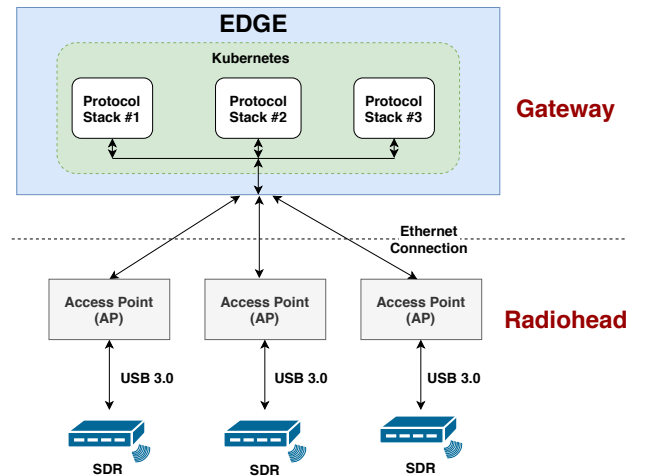 EDGE
Kubernetes
Protocol
Stack #1
Protocol
Stack #2
Protocol
Stack #3
Gateway
Ethernet
Connection
Access Point
(AP)
Access Point
(AP)
Access Point
(AP)
Radiohead
USB 3.0
USB 3.0
USB 3.0
SDR
SDR
SDR